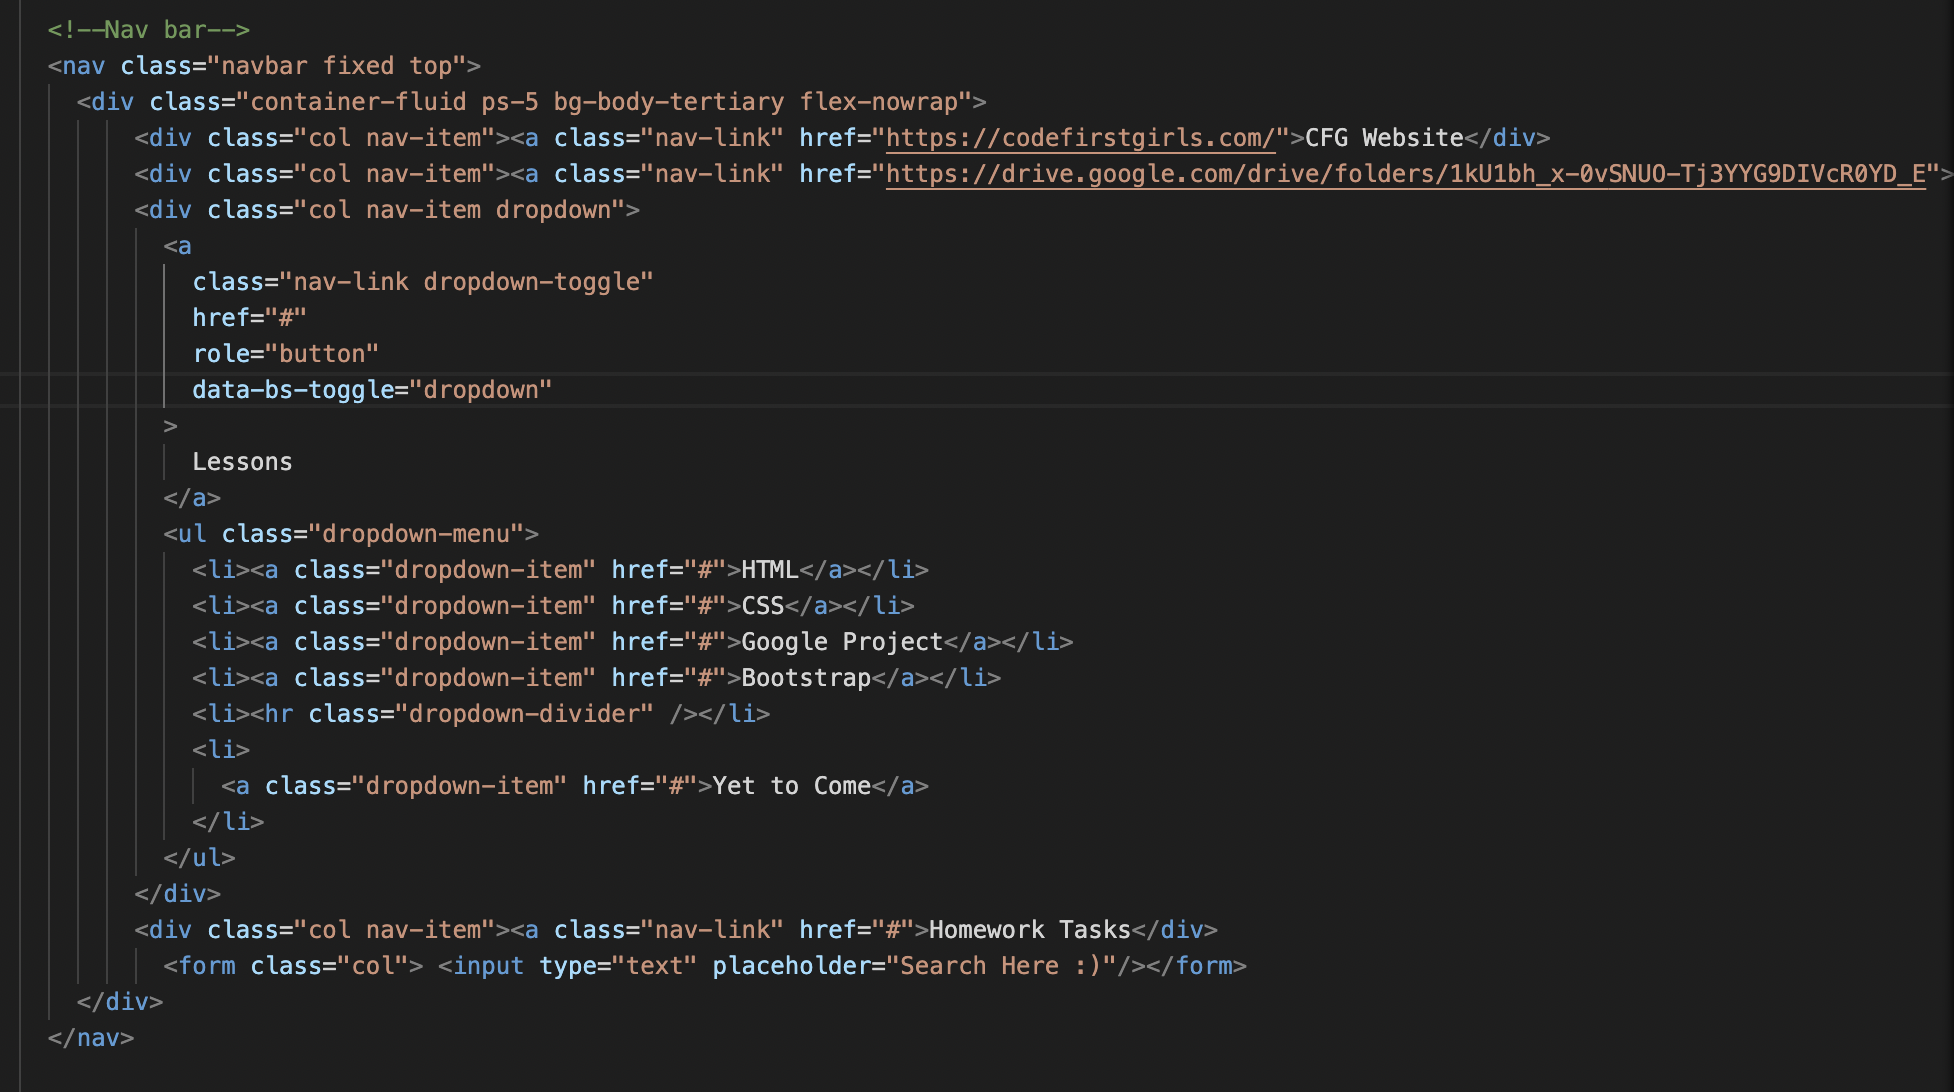 <!--Nav bar-->
<nav class="navbar fixed top">
<div class="container-fluid ps-5 bg-body-tertiary flex-nowrap">
<div class="col nav-item"><a class="nav-link" href="https://codefirstgirls.com/">CFG Website</div>
<div class="col nav-item"><a class="nav-link" href="https://drive.google.com/drive/folders/1kU1bh_x-0vSNUO-Tj3YYG9DIVcR0YD_E">
<div class="col nav-item dropdown">
<a
class="nav-link dropdown-toggle"
href="#"
role="button"
data-bs-toggle="dropdown"
>
Lessons
</a>
<ul class="dropdown-menu">
<li><a class="dropdown-item" href="#">HTML</a></li>
<li><a class="dropdown-item" href="#">CSS</a></li>
<li><a class="dropdown-item" href="#">Google Project</a></li>
<li><a class="dropdown-item" href="#">Bootstrap</a></li>
<li><hr class="dropdown-divider" /></li>
<li>
<a class="dropdown-item" href="#">Yet to Come</a>
</li>
</ul>
</div>
<div class="col nav-item"><a class="nav-link" href="#">Homework Tasks</div>
<form class="col"> <input type="text" placeholder="Search Here :)"/></form>
</div>
</nav>